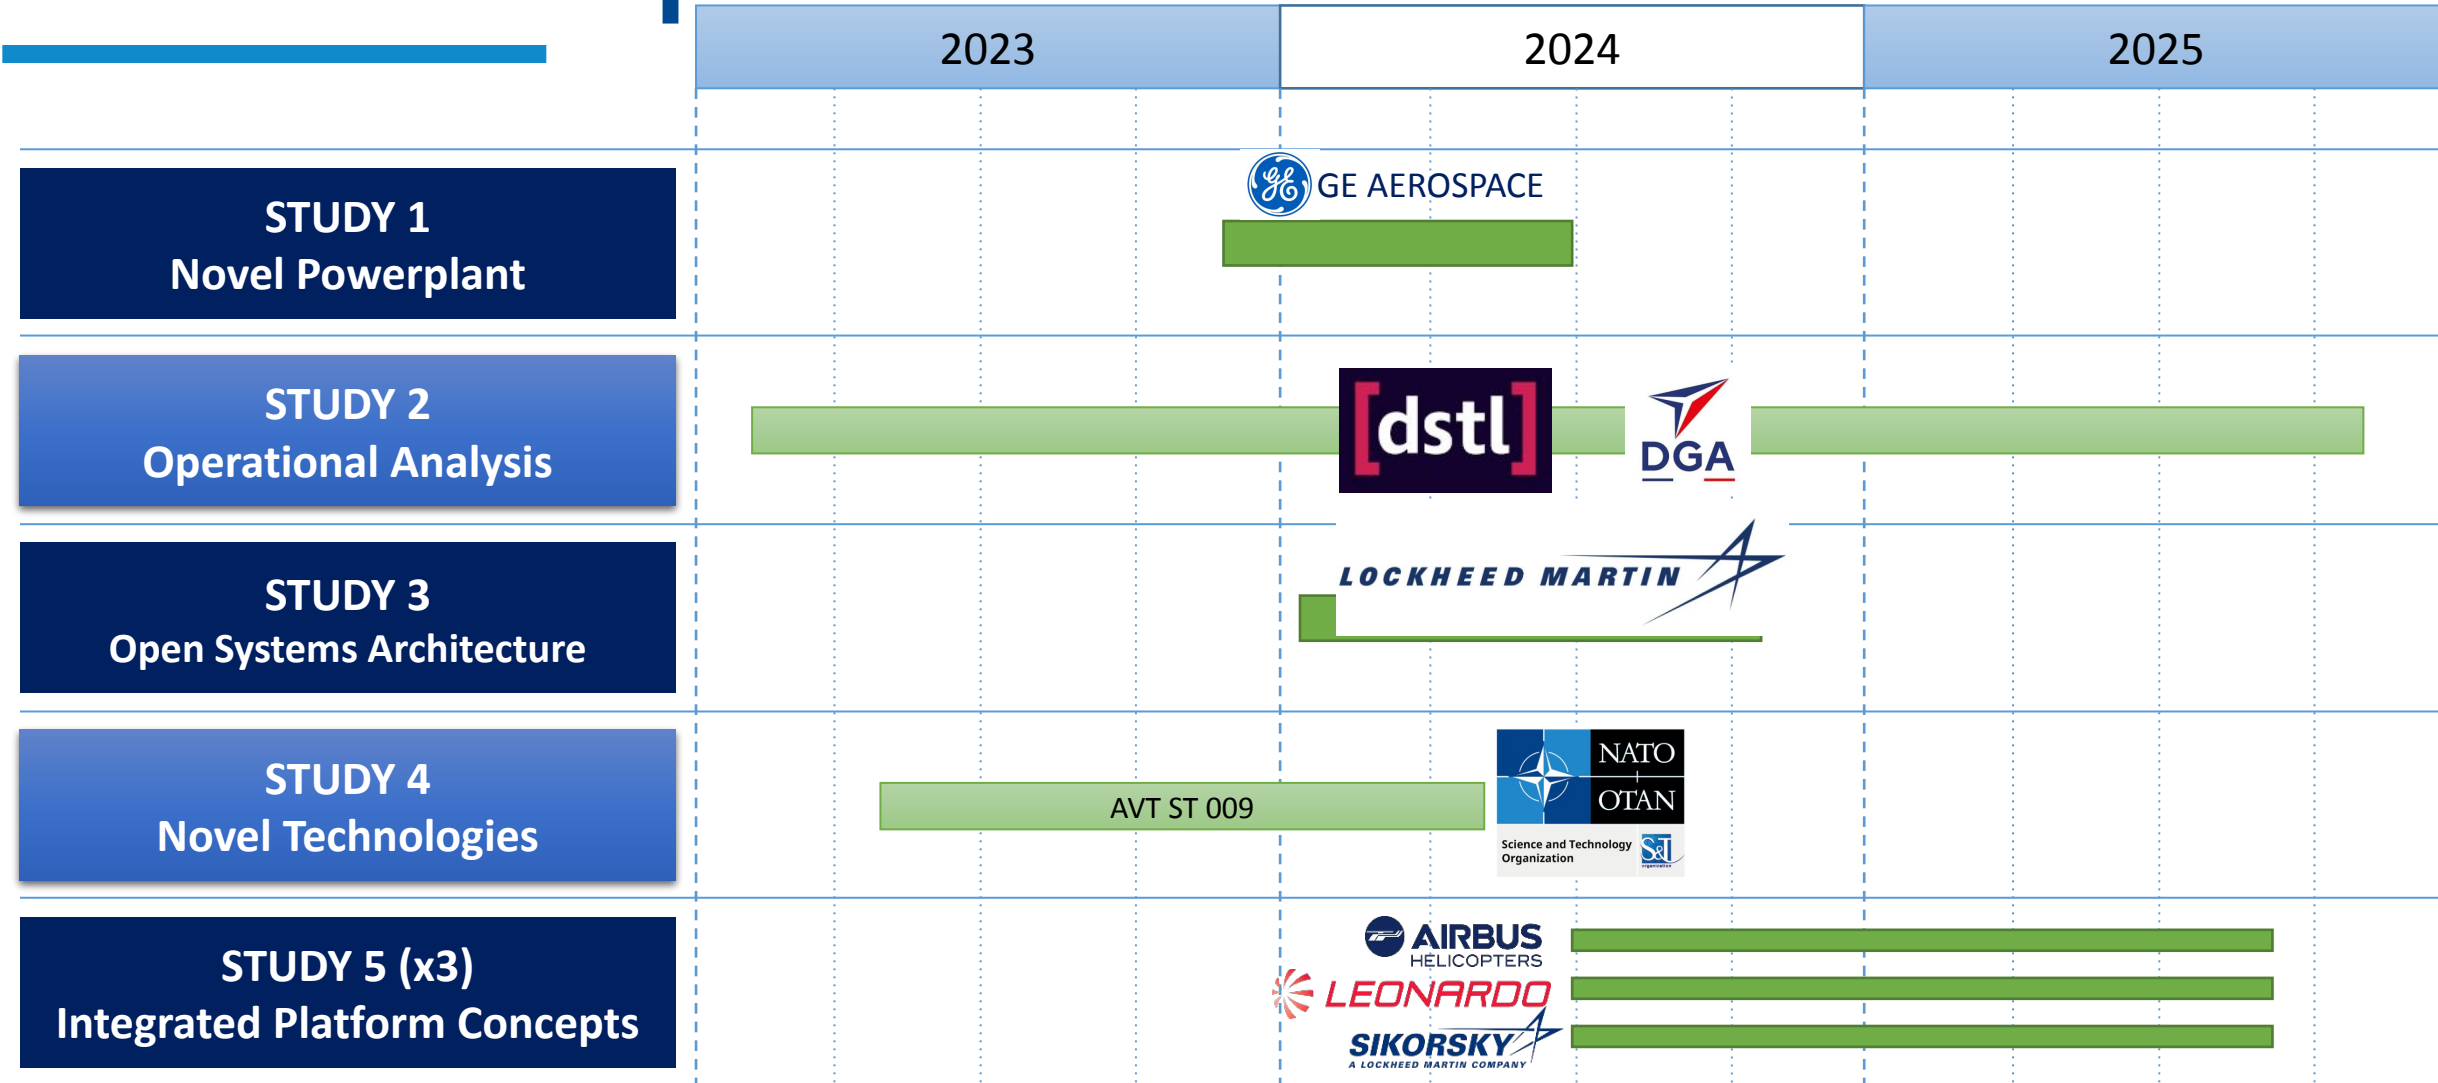 2023
2024
2025
STUDY 1
Novel Powerplant
GE GE AEROSPACE
STUDY 2
Operational Analysis
[dstl]
DGA
STUDY 3
Open Systems Architecture
LOCKHEED MARTIN
STUDY 4
Novel Technologies
AVT ST 009
NATO
OTAN
Science and Technology
Organization
S&T
organization
STUDY 5 (x3)
Integrated Platform Concepts
AIRBUS
HELICOPTERS
LEONARDO
SIKORSKY
A LOCKHEED MARTIN COMPANY